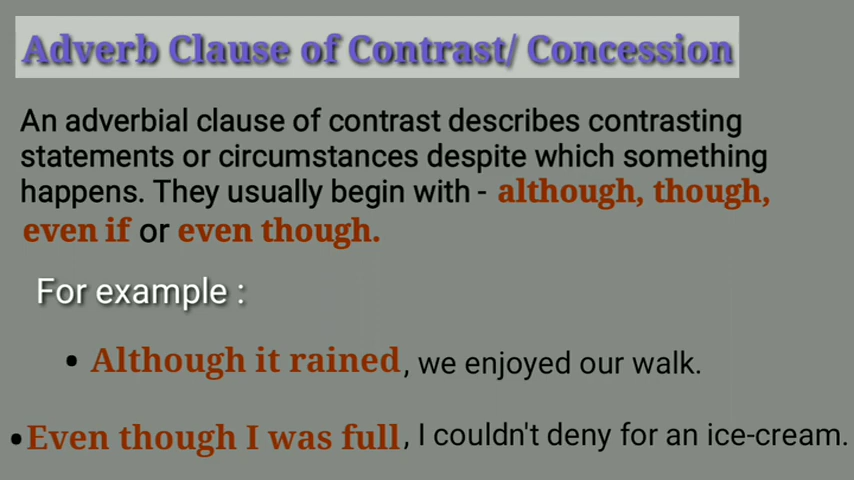 Adverb Clause of Contrast/ Concession
An adverbial clause of contrast describes contrasting
statements or circumstances despite which something
happens. They usually begin with - although, though,
even if or even though.
For example :
• Although it rained, we enjoyed our walk.
• Even though I was full, I couldn't deny for an ice-cream.